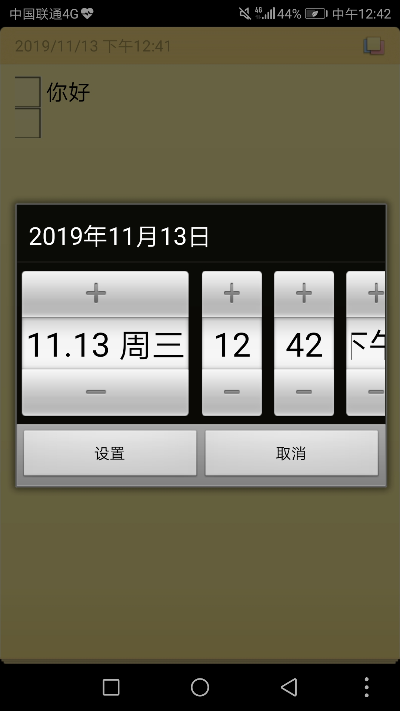 中国联通4G 4G 44% 中午12:42
2019/11/13 下午12:41
你好
2019年11月13日
11.13 周三 12 42 下午
设置 取消